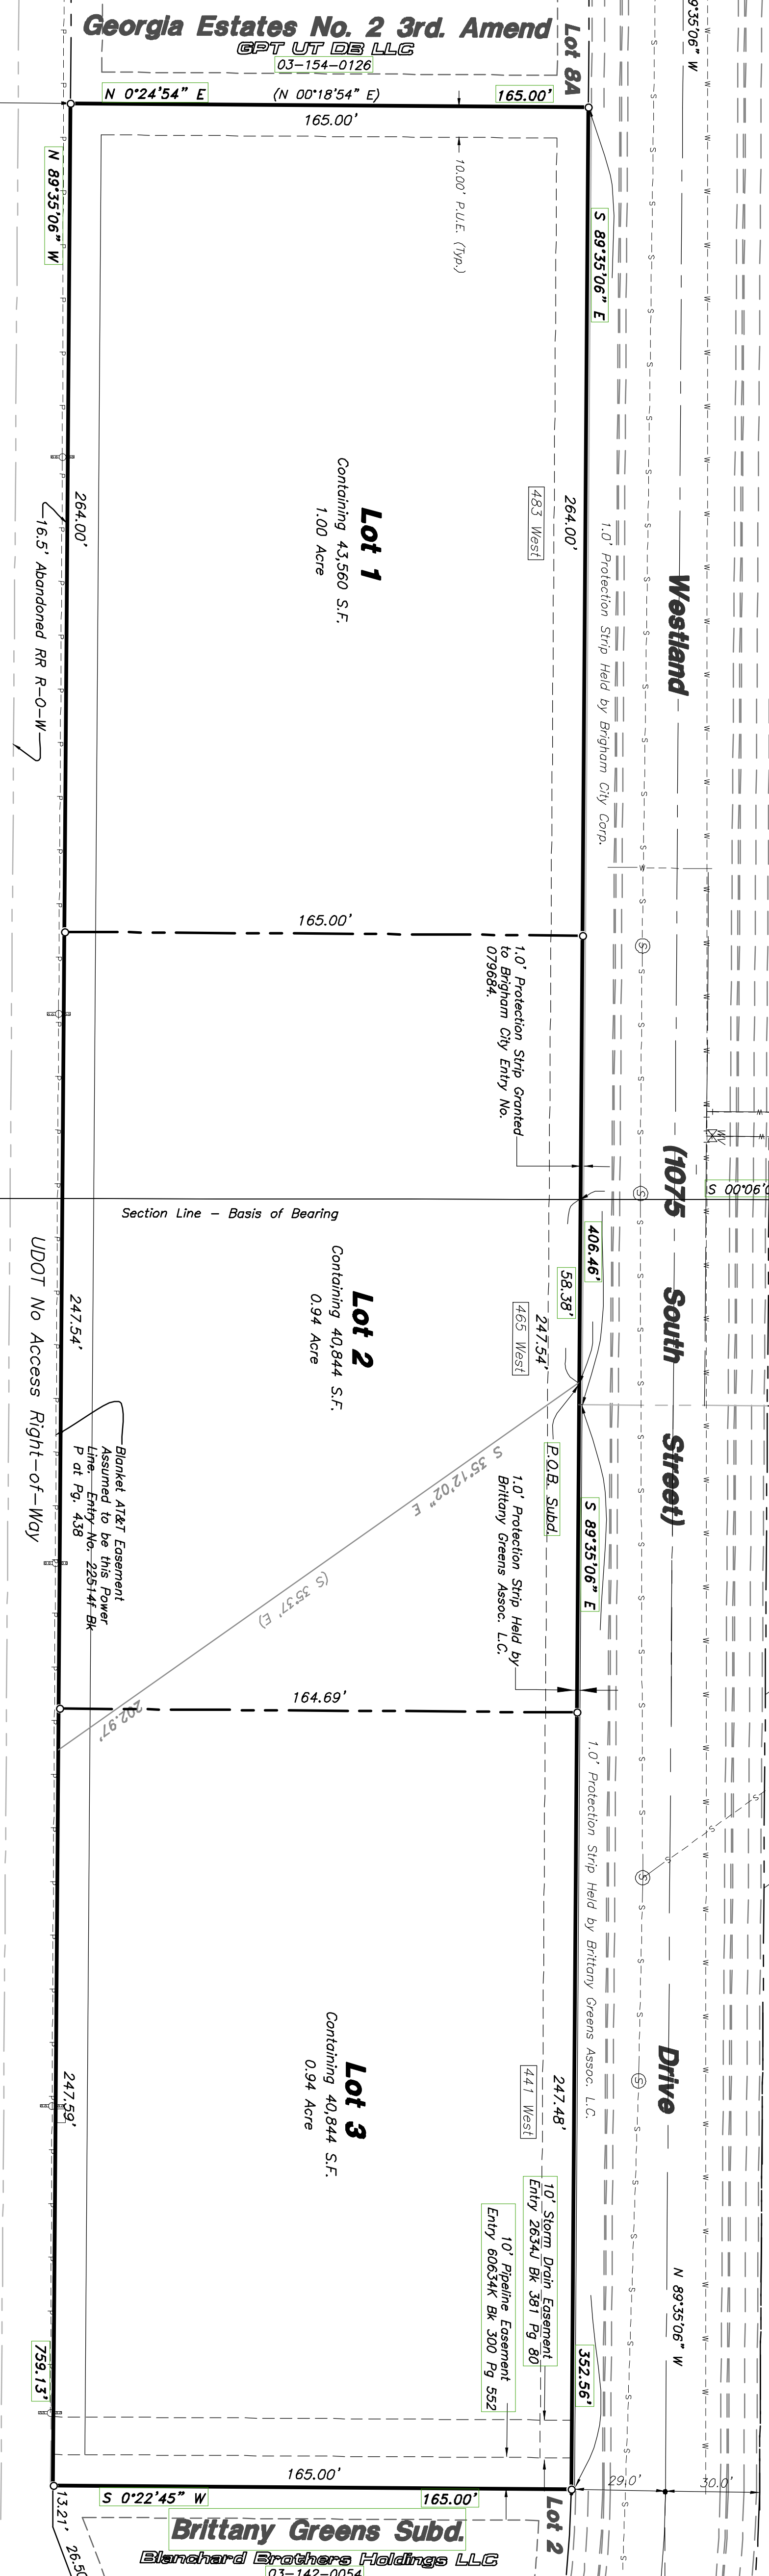 Georgia Estates No. 2 3rd. Amend
GPT UT DB LLC
03-154-0126
Lot 8A
9°35'06" W
N 0°24'54" E
(N 00°18'54" E)
165.00'
165.00'
N 89°35'06" W
10.00' P.U.E. (Typ.)
S 89°35'06" E
264.00'
16.5' Abandoned RR R-O-W
Lot 1
Containing 43,560 S.F.
1.00 Acre
483 West
264.00'
1.0' Protection Strip Held by Brigham City Corp.
Westland
165.00'
1.0' Protection Strip Granted
to Brigham City Entry No.
079684.
WV
S 00°06'0
(1075 South Street)
Section Line - Basis of Bearing
406.46'
58.38'
UDOT No Access Right-of-Way
247.54'
Lot 2
Containing 40,844 S.F.
0.94 Acre
465 West
247.54'
P.O.B. Subd.
Blanket AT&T Easement
Assumed to be this Power
Line. Entry No. 22514f Bk
P at Pg. 438
S 35°12'02" E
(S 35°37' E)
202.97'
1.0' Protection Strip Held by
Brittany Greens Assoc. L.C.
S 89°35'06" E
164.69'
1.0' Protection Strip Held by Brittany Greens Assoc. L.C.
247.59'
Lot 3
Containing 40,844 S.F.
0.94 Acre
441 West
247.48'
Drive
10' Storm Drain Easement
Entry 2634J Bk 381 Pg 80
10' Pipeline Easement
Entry 60634K Bk 300 Pg 552
N 89°35'06" W
759.13'
352.56'
165.00'
29.0'
30.0'
S 0°22'45" W
165.00'
13.21'
26.50
Lot 2
Brittany Greens Subd.
Blanchard Brothers Holdings LLC
03-142-0054